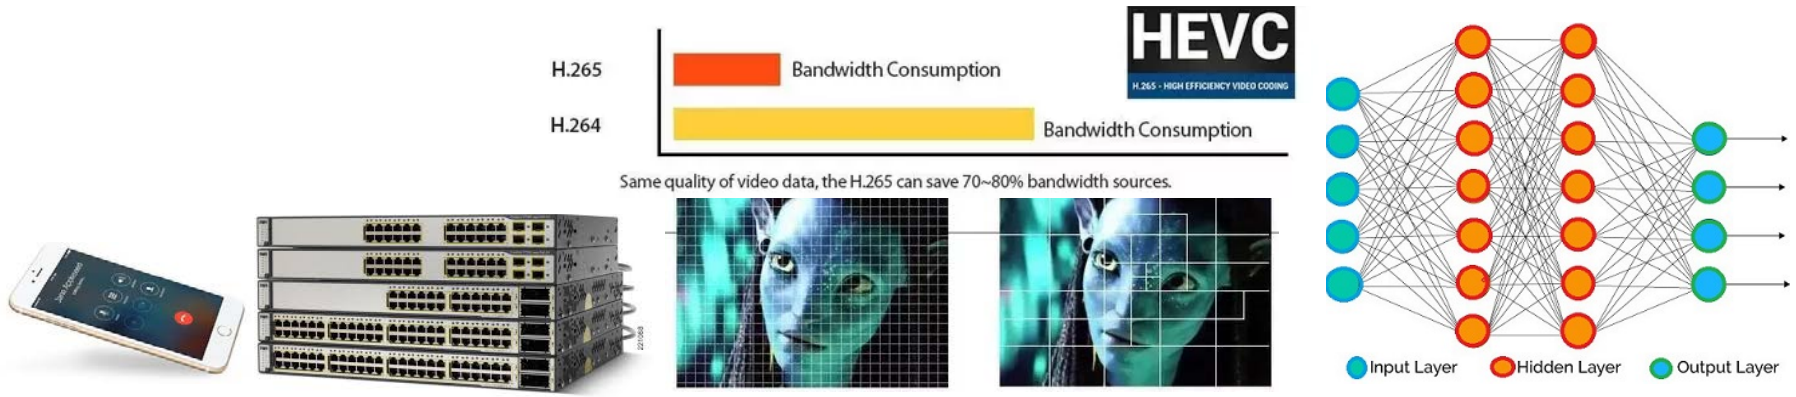 H.265
Bandwidth Consumption
H.264
Bandwidth Consumption
HEVC
H.265 - HIGH EFFICIENCY VIDEO CODING
Same quality of video data, the H.265 can save 70~80% bandwidth sources.
221068
Input Layer
Hidden Layer
Output Layer